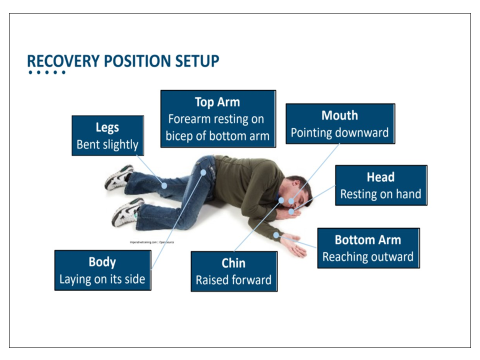 RECOVERY POSITION SETUP
Top Arm
Forearm resting on
bicep of bottom arm
Legs
Bent slightly
Mouth
Pointing downward
Head
Resting on hand
Bottom Arm
Reaching outward
Body
Laying on its side
Chin
Raised forward